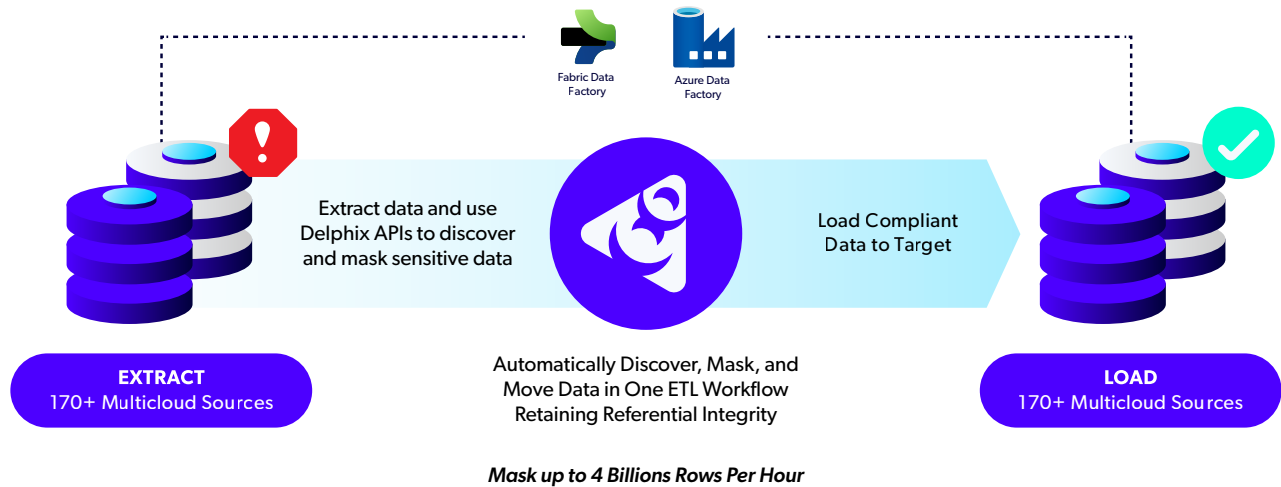 Fabric Data
Factory
Azure Data
Factory
Extract data and use
Delphix APIs to discover
and mask sensitive data
Load Compliant
Data to Target
EXTRACT
170+ Multicloud Sources
Automatically Discover, Mask, and
Move Data in One ETL Workflow
Retaining Referential Integrity
LOAD
170+ Multicloud Sources
Mask up to 4 Billions Rows Per Hour